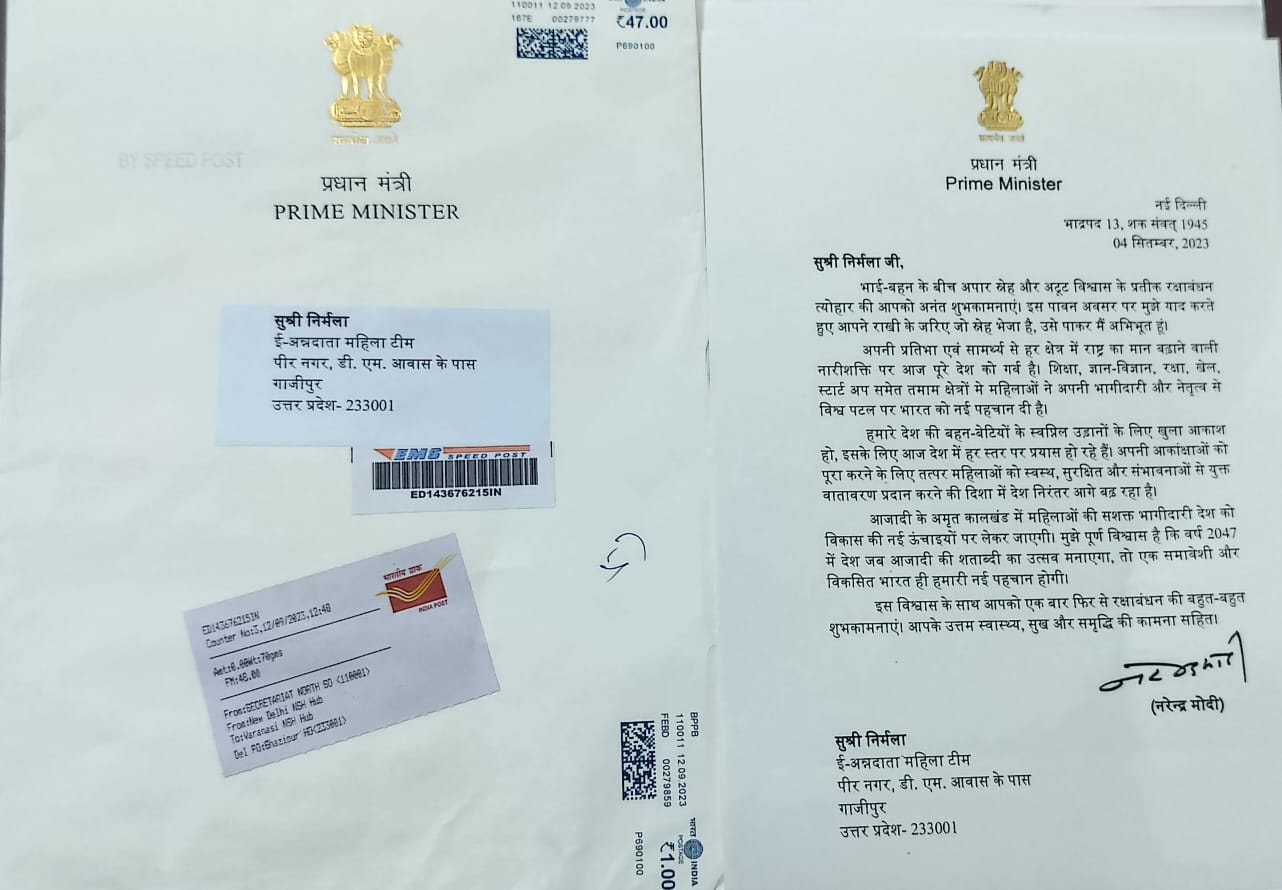 110011 12.09.2023
167E 00279777
₹47.00
P690100
BY SPEED POST
प्रधान मंत्री
PRIME MINISTER
सुश्री निर्मला
ई-अन्नदाता महिला टीम
पीर नगर, डी. एम. आवास के पास
गाजीपुर
उत्तर प्रदेश- 233001
EMS SPEED POST
ED143676215IN
भारतीय डाक
INDIA POST
ED143676215IN
Counter No:3,12/09/2023,12:48
Amt:0.00Wt:70gms
PM:48.00
From:SECRETARIAT NORTH SO <110001>
From:New Delhi NSH Hub
To:Varanasi NSH Hub
Del PO:Ghazipur HO<233001>
BPPB
110011 12.09.2023
FEBD 00279859
भारत INDIA
POSTAGE
₹1.00
P690100
सत्यमेव जयते
प्रधान मंत्री
Prime Minister
नई दिल्ली
भाद्रपद 13, शक संवत् 1945
04 सितम्बर, 2023
सुश्री निर्मला जी,
भाई-बहन के बीच अपार स्नेह और अटूट विश्वास के प्रतीक रक्षाबंधन
त्योहार की आपको अनंत शुभकामनाएं। इस पावन अवसर पर मुझे याद करते
हुए आपने राखी के जरिए जो स्नेह भेजा है, उसे पाकर मैं अभिभूत हूं।
अपनी प्रतिभा एवं सामर्थ्य से हर क्षेत्र में राष्ट्र का मान बढ़ाने वाली
नारीशक्ति पर आज पूरे देश को गर्व है। शिक्षा, ज्ञान-विज्ञान, रक्षा, खेल,
स्टार्ट अप समेत तमाम क्षेत्रों मे महिलाओं ने अपनी भागीदारी और नेतृत्व से
विश्व पटल पर भारत को नई पहचान दी है।
हमारे देश की बहन-बेटियों के स्वप्निल उड़ानों के लिए खुला आकाश
हो, इसके लिए आज देश में हर स्तर पर प्रयास हो रहे हैं। अपनी आकांक्षाओं को
पूरा करने के लिए तत्पर महिलाओं को स्वस्थ, सुरक्षित और संभावनाओं से युक्त
वातावरण प्रदान करने की दिशा में देश निरंतर आगे बढ़ रहा है।
आजादी के अमृत कालखंड में महिलाओं की सशक्त भागीदारी देश को
विकास की नई ऊंचाइयों पर लेकर जाएगी। मुझे पूर्ण विश्वास है कि वर्ष 2047
में देश जब आजादी की शताब्दी का उत्सव मनाएगा, तो एक समावेशी और
विकसित भारत ही हमारी नई पहचान होगी।
इस विश्वास के साथ आपको एक बार फिर से रक्षाबंधन की बहुत-बहुत
शुभकामनाएं। आपके उत्तम स्वास्थ्य, सुख और समृद्धि की कामना सहित।
(नरेन्द्र मोदी)
सुश्री निर्मला
ई-अन्नदाता महिला टीम
पीर नगर, डी. एम. आवास के पास
गाजीपुर
उत्तर प्रदेश- 233001